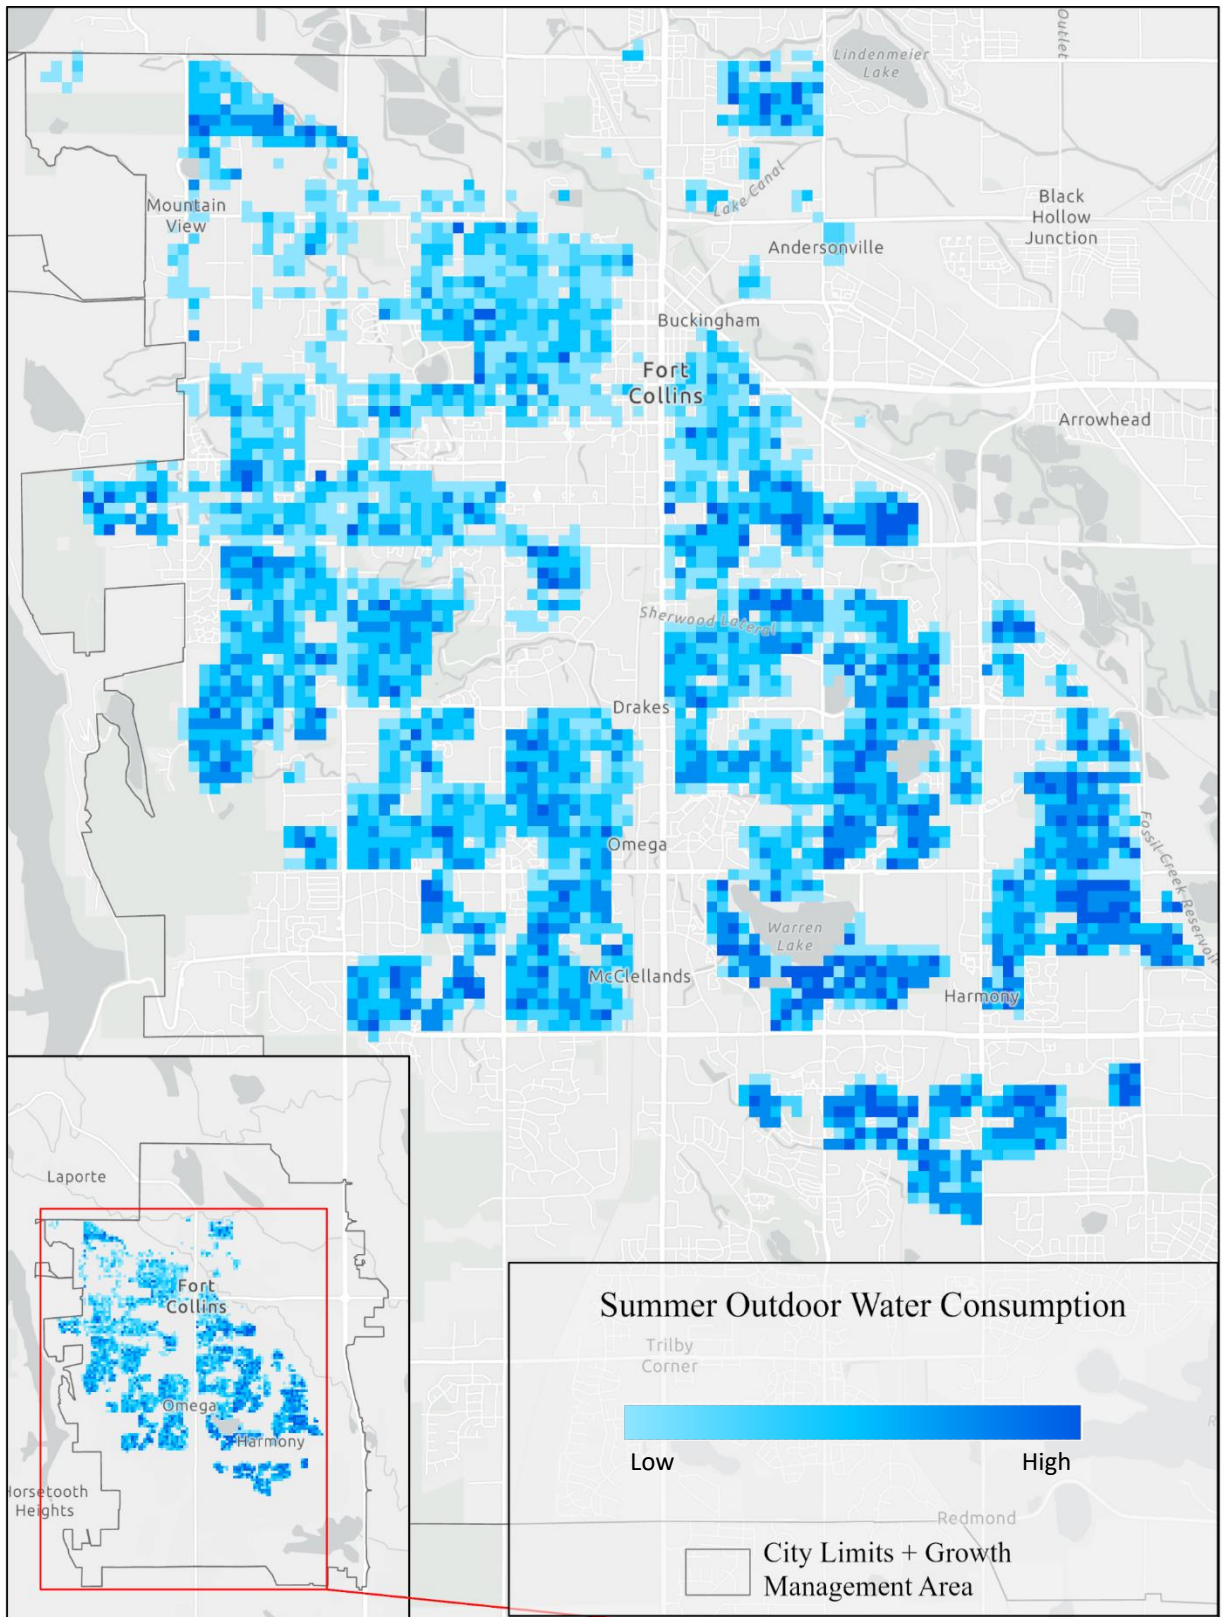 Outlet
Lindenmeier
Lake
Lake Canal
Mountain
View
Black
Hollow
Junction
Andersonville
Buckingham
Fort
Collins
Arrowhead
Sherwood Lateral
Drakes
Omega
Fossil Creek Reservoir
Warren
Lake
McClellands
Harmony
Laporte
Fort
Collins
Omega
Harmony
Horsetooth
Heights
Summer Outdoor Water Consumption
Trilby
Corner
Low
High
R
Redmond
City Limits + Growth
Management Area